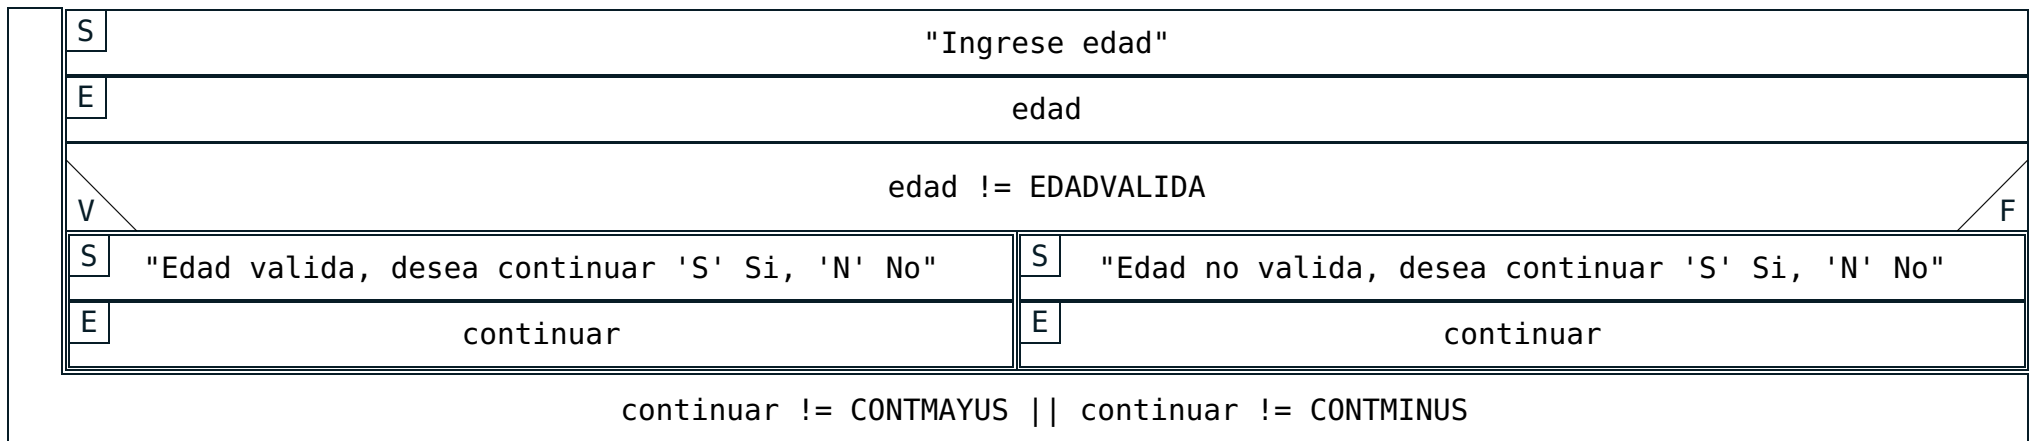 S "Ingrese edad"
E edad
edad != EDADVALIDA
V F
S "Edad valida, desea continuar 'S' Si, 'N' No" S "Edad no valida, desea continuar 'S' Si, 'N' No"
E continuar E continuar
continuar != CONTMAYUS || continuar != CONTMINUS